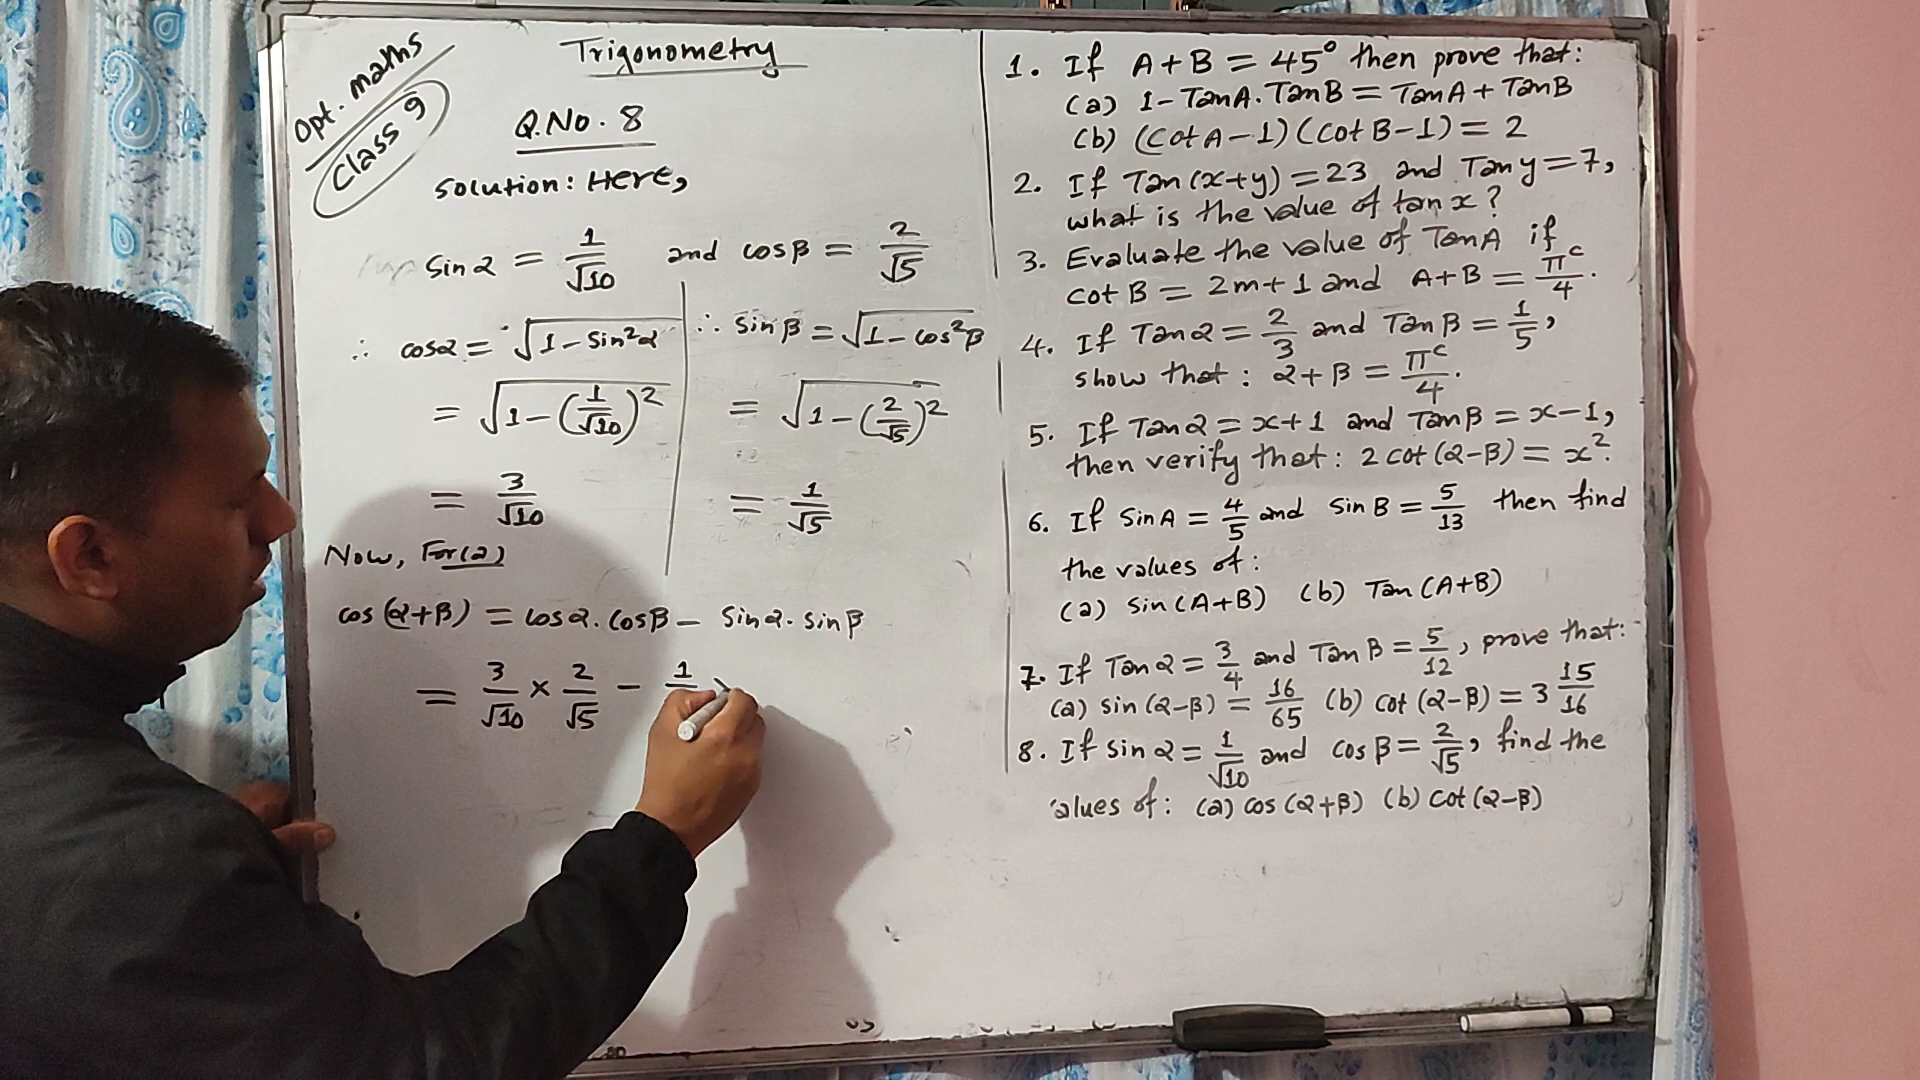 Opt. maths
Class 9
Trigonometry
Q.No. 8
Solution: Here,
Sin α = 1/√10 and cos β = 2/√5
∴ cosα = √(1 - Sin²α)
= √(1 - (1/√10)²)
= 3/√10
∴ Sin β = √(1 - cos²β)
= √(1 - (2/√5)²)
= 1/√5
Now, For (a)
cos (α+β) = cosα . cosβ - Sinα . sinβ
= 3/√10 × 2/√5 - 1
1. If A+B = 45° then prove that:
(a) 1 - TanA . TanB = TanA + TanB
(b) (cot A - 1) (cot B - 1) = 2
2. If Tan (x+y) = 23 and Tan y = 7,
what is the value of tan x ?
3. Evaluate the value of TanA if
cot B = 2m+1 and A+B = π^c/4.
4. If Tan α = 2/3 and Tan β = 1/5,
show that : α+β = π^c/4.
5. If Tan α = x+1 and Tan β = x-1,
then verify that : 2 cot (α-β) = x².
6. If Sin A = 4/5 and Sin B = 5/13 then find
the values of :
(a) Sin (A+B) (b) Tan (A+B)
7. If Tan α = 3/4 and Tan β = 5/12, prove that:
(a) sin (α-β) = 16/65 (b) cot (α-β) = 3 15/16
8. If sin α = 1/√10 and cos β = 2/√5, find the
alues of : (a) cos (α+β) (b) cot (α-β)